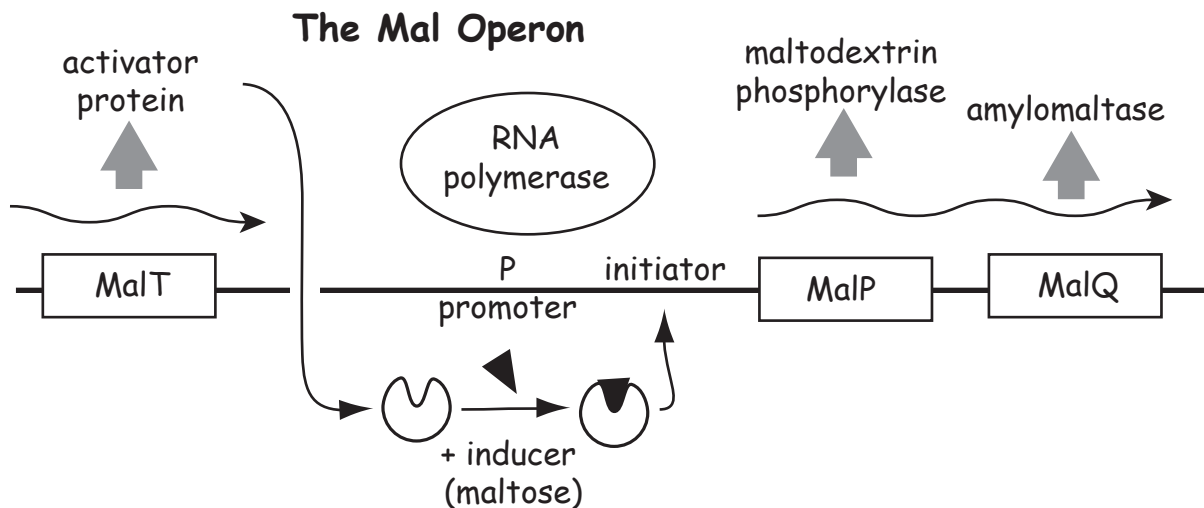 The Mal Operon
activator
protein
RNA
polymerase
maltodextrin
phosphorylase
amylomaltase
MalT
P
promoter
initiator
MalP
MalQ
+ inducer
(maltose)